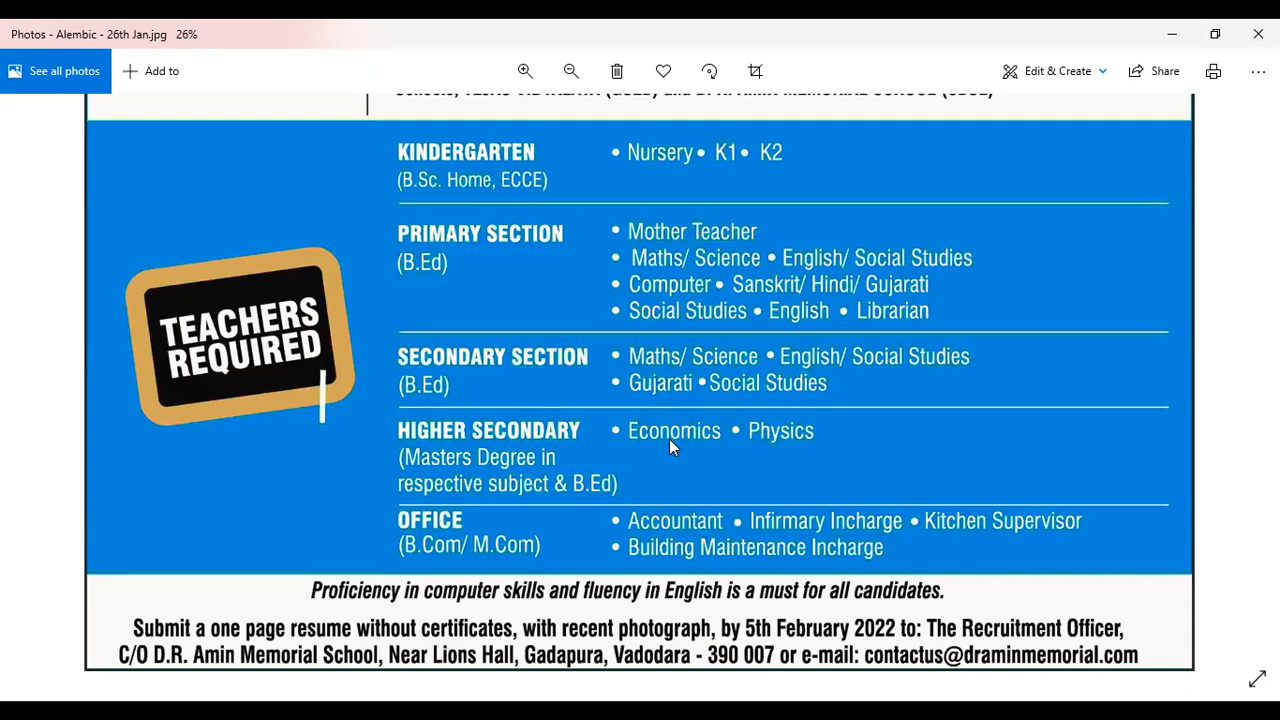 Photos - Alembic - 26th Jan.jpg 26%
See all photos
Add to
Edit & Create
Share
KINDERGARTEN • Nursery • K1 • K2
(B.Sc. Home, ECCE)
PRIMARY SECTION • Mother Teacher
(B.Ed) • Maths/ Science • English/ Social Studies
• Computer • Sanskrit/ Hindi/ Gujarati
• Social Studies • English • Librarian
TEACHERS
REQUIRED
SECONDARY SECTION • Maths/ Science • English/ Social Studies
(B.Ed) • Gujarati • Social Studies
HIGHER SECONDARY • Economics • Physics
(Masters Degree in
respective subject & B.Ed)
OFFICE • Accountant • Infirmary Incharge • Kitchen Supervisor
(B.Com/ M.Com) • Building Maintenance Incharge
Proficiency in computer skills and fluency in English is a must for all candidates.
Submit a one page resume without certificates, with recent photograph, by 5th February 2022 to: The Recruitment Officer,
C/O D.R. Amin Memorial School, Near Lions Hall, Gadapura, Vadodara - 390 007 or e-mail: contactus@draminmemorial.com